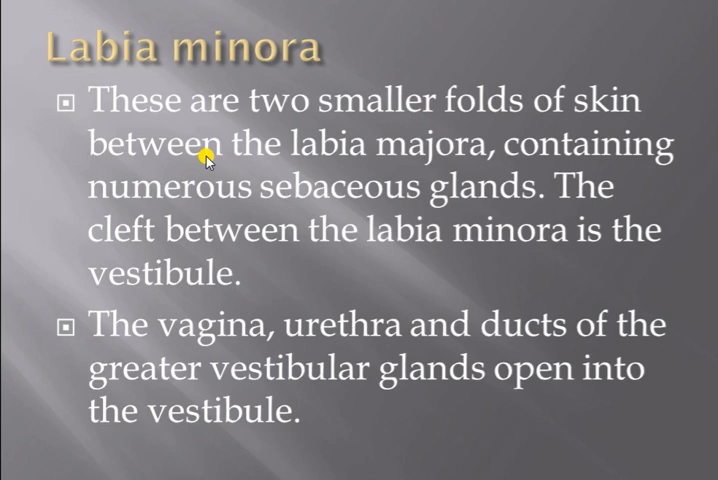 Labia minora
These are two smaller folds of skin
between the labia majora, containing
numerous sebaceous glands. The
cleft between the labia minora is the
vestibule.
The vagina, urethra and ducts of the
greater vestibular glands open into
the vestibule.